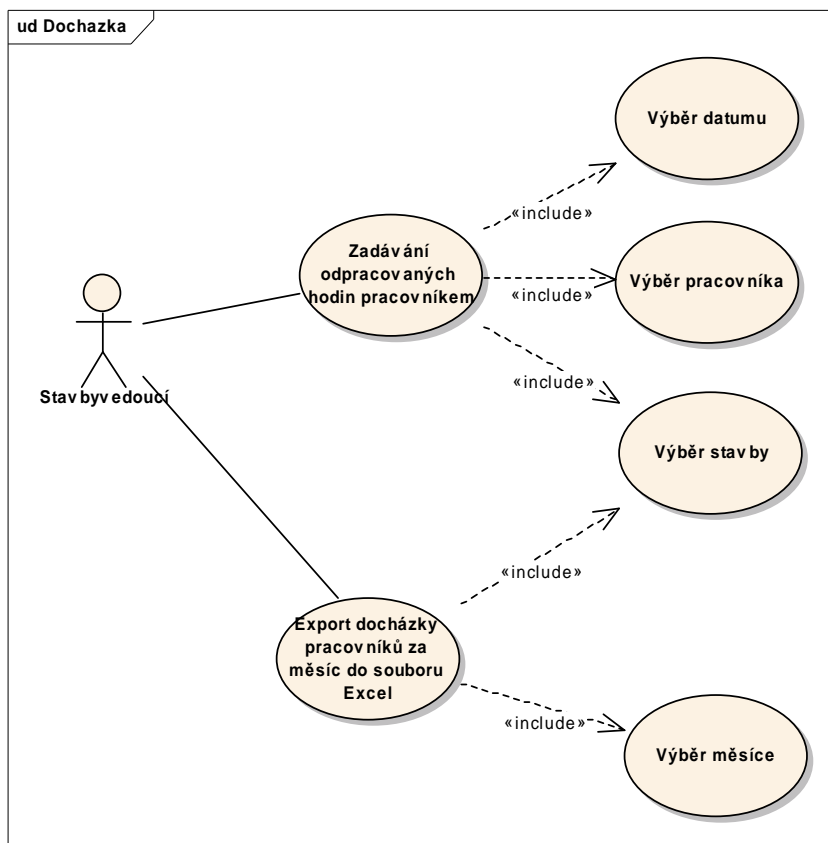 ud Dochazka
Výběr datumu
«include»
Zadávání
odpracovaných
hodin pracovníkem
«include»
Výběr pracovníka
Stavbyvedoucí
«include»
Výběr stavby
«include»
Export docházky
pracovníků za
měsíc do souboru
Excel
«include»
Výběr měsíce